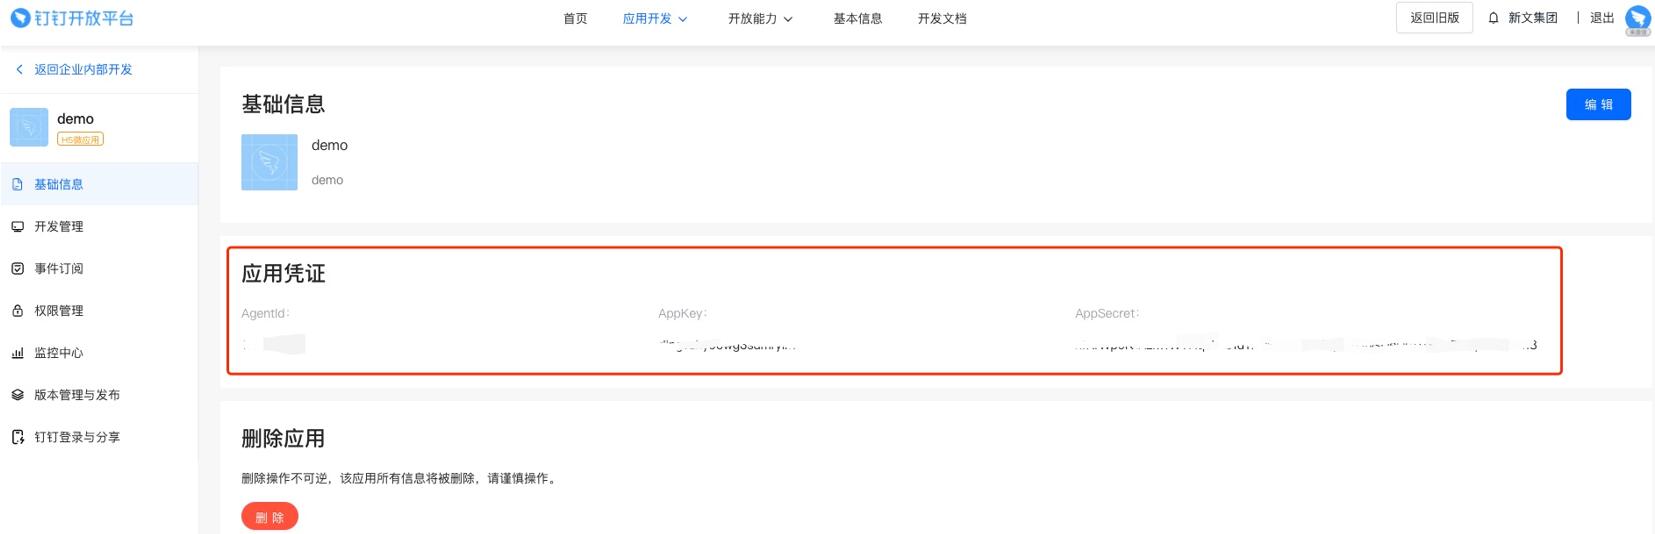 钉钉开放平台
首页
应用开发
开放能力
基本信息
开发文档
返回旧版
新文集团
退出
返回企业内部开发
demo
H5微应用
基础信息
开发管理
事件订阅
权限管理
监控中心
版本管理与发布
钉钉登录与分享
基础信息
编 辑
demo
demo
应用凭证
AgentId：
AppKey：
AppSecret：
删除应用
删除操作不可逆，该应用所有信息将被删除，请谨慎操作。
删 除